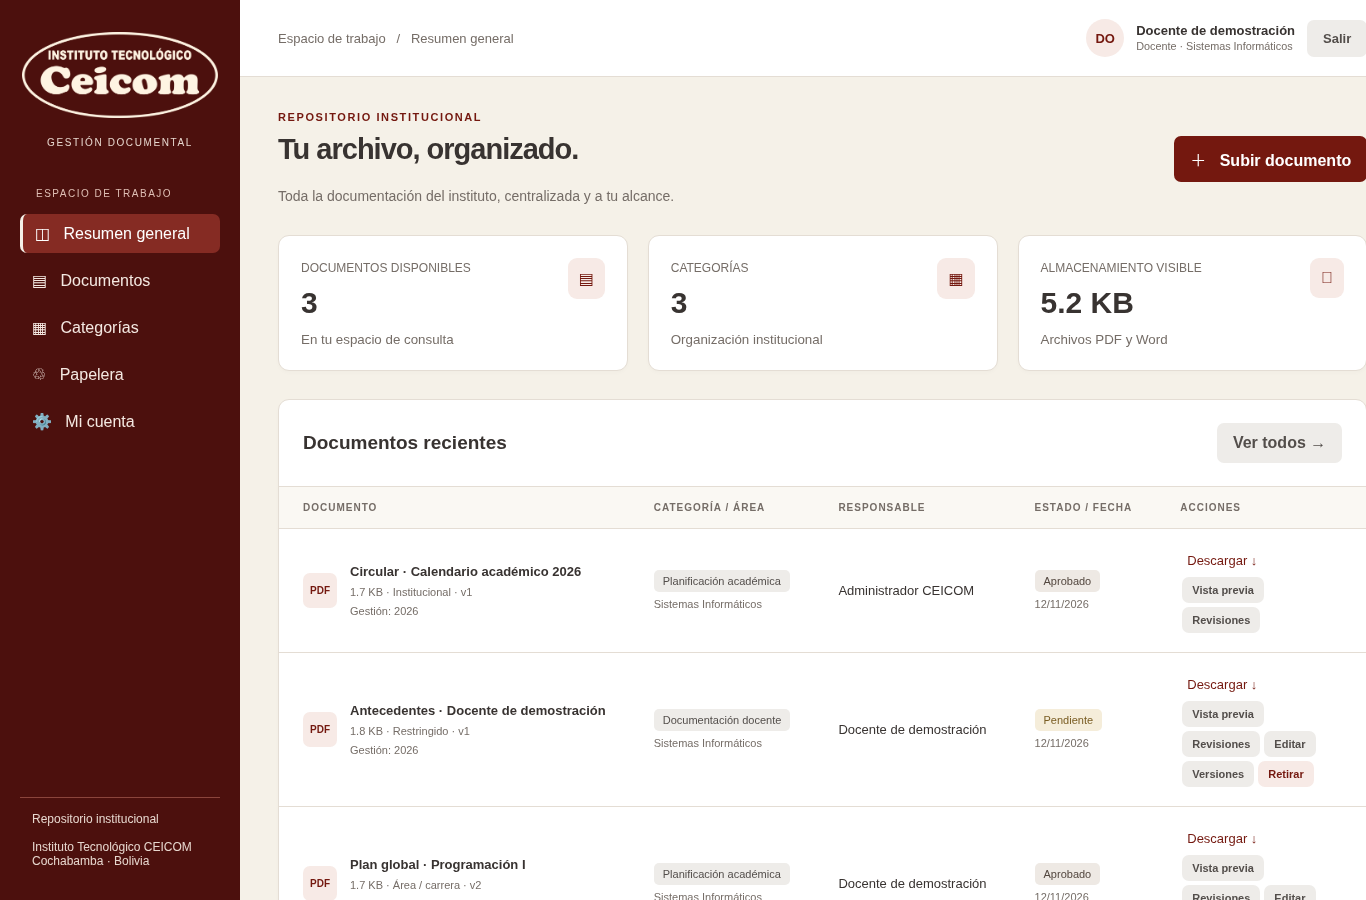 INSTITUTO TECNOLÓGICO
Ceicom
GESTIÓN DOCUMENTAL
ESPACIO DE TRABAJO
Resumen general
Documentos
Categorías
Papelera
Mi cuenta
Repositorio institucional
Instituto Tecnológico CEICOM
Cochabamba · Bolivia
Espacio de trabajo / Resumen general
DO
Docente de demostración
Docente · Sistemas Informáticos
Salir
REPOSITORIO INSTITUCIONAL
Tu archivo, organizado.
Toda la documentación del instituto, centralizada y a tu alcance.
+ Subir documento
DOCUMENTOS DISPONIBLES
3
En tu espacio de consulta
CATEGORÍAS
3
Organización institucional
ALMACENAMIENTO VISIBLE
5.2 KB
Archivos PDF y Word
Documentos recientes
Ver todos →
DOCUMENTO CATEGORÍA / ÁREA RESPONSABLE ESTADO / FECHA ACCIONES
PDF
Circular · Calendario académico 2026
1.7 KB · Institucional · v1
Gestión: 2026
Planificación académica
Sistemas Informáticos
Administrador CEICOM
Aprobado
12/11/2026
Descargar ↓
Vista previa
Revisiones
PDF
Antecedentes · Docente de demostración
1.8 KB · Restringido · v1
Gestión: 2026
Documentación docente
Sistemas Informáticos
Docente de demostración
Pendiente
12/11/2026
Descargar ↓
Vista previa
Revisiones Editar
Versiones Retirar
PDF
Plan global · Programación I
1.7 KB · Área / carrera · v2
Planificación académica
Sistemas Informáticos
Docente de demostración
Aprobado
12/11/2026
Descargar ↓
Vista previa
Revisiones Editar